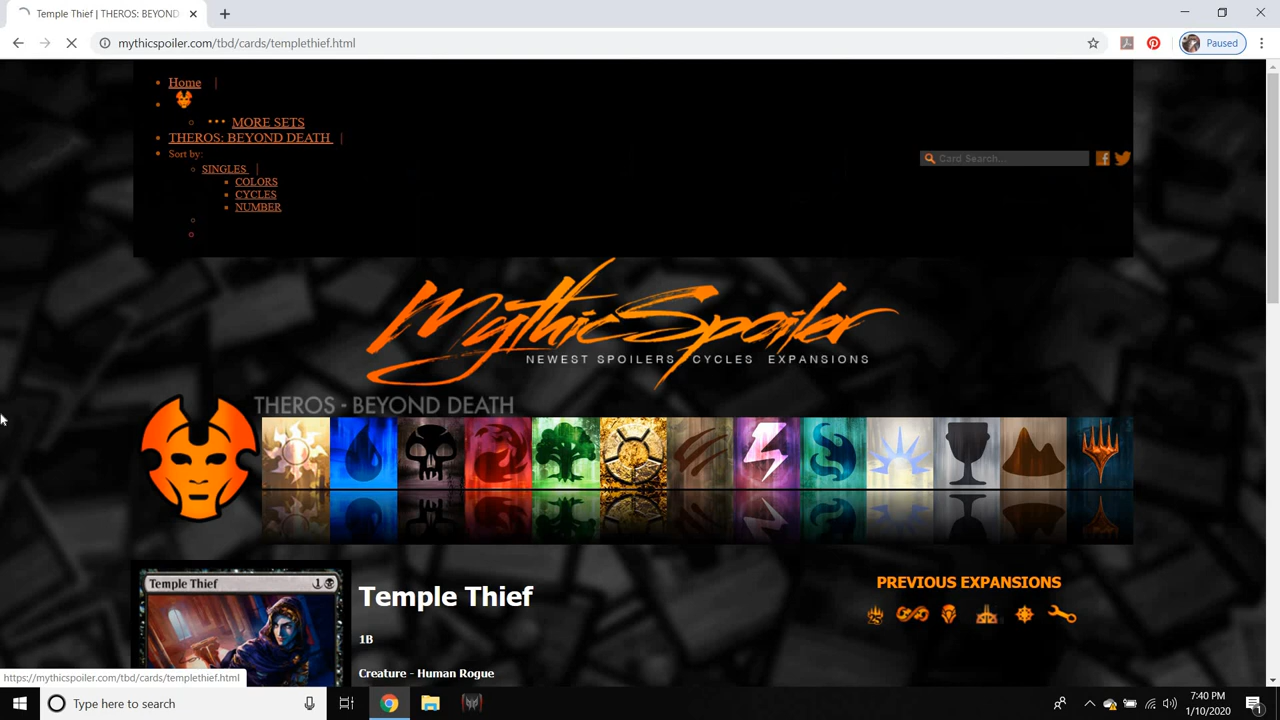 Temple Thief | THEROS: BEYOND
mythicspoiler.com/tbd/cards/templethief.html
Paused
Home |
MORE SETS
THEROS: BEYOND DEATH |
Sort by:
SINGLES |
COLORS
CYCLES
NUMBER
Card Search...
MythicSpoiler
NEWEST SPOILERS CYCLES EXPANSIONS
THEROS - BEYOND DEATH
Temple Thief 1
Temple Thief
1B
Creature - Human Rogue
PREVIOUS EXPANSIONS
https://mythicspoiler.com/tbd/cards/templethief.html
Type here to search
7:40 PM
1/10/2020
1